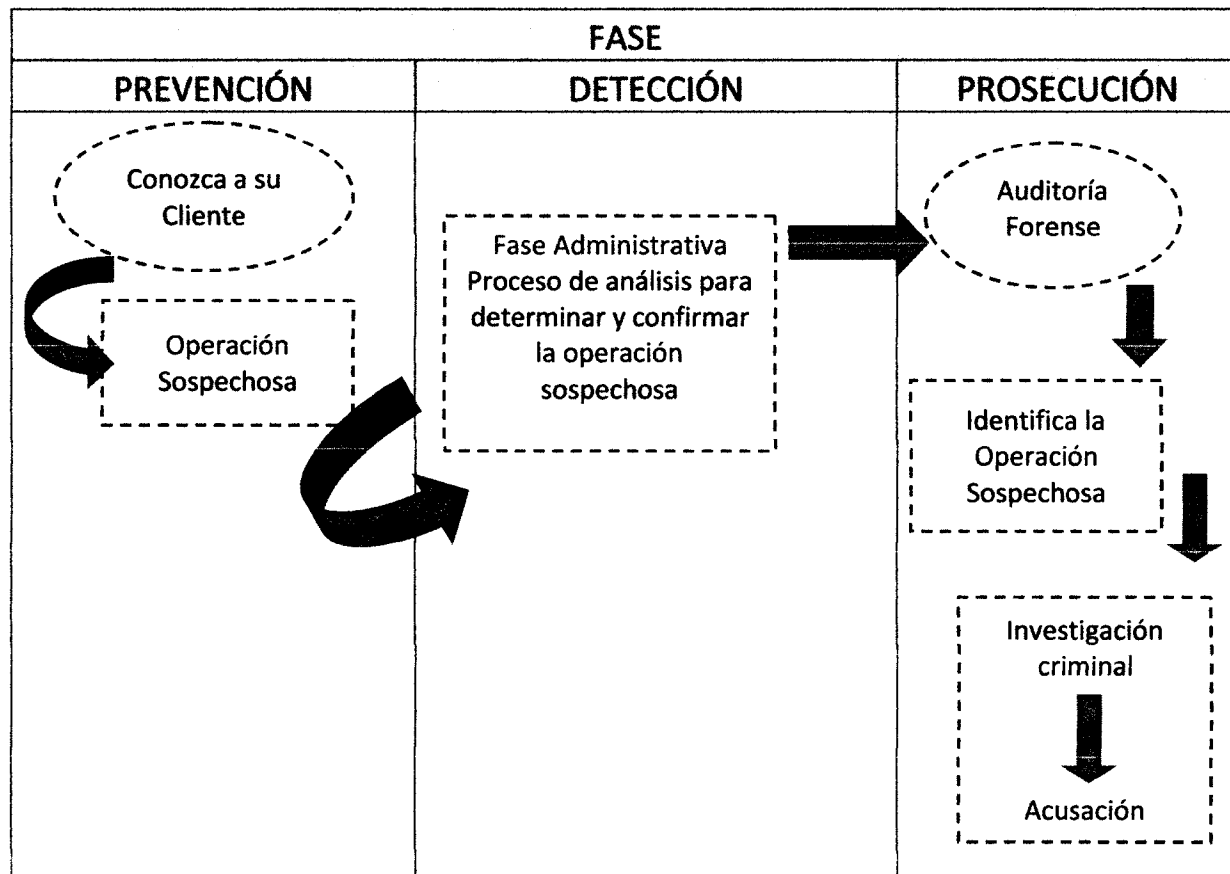 FASE
PREVENCIÓN
DETECCIÓN
PROSECUCIÓN
Conozca a su
Cliente
Operación
Sospechosa
Fase Administrativa
Proceso de análisis para
determinar y confirmar
la operación
sospechosa
Auditoría
Forense
Identifica la
Operación
Sospechosa
Investigación
criminal
Acusación